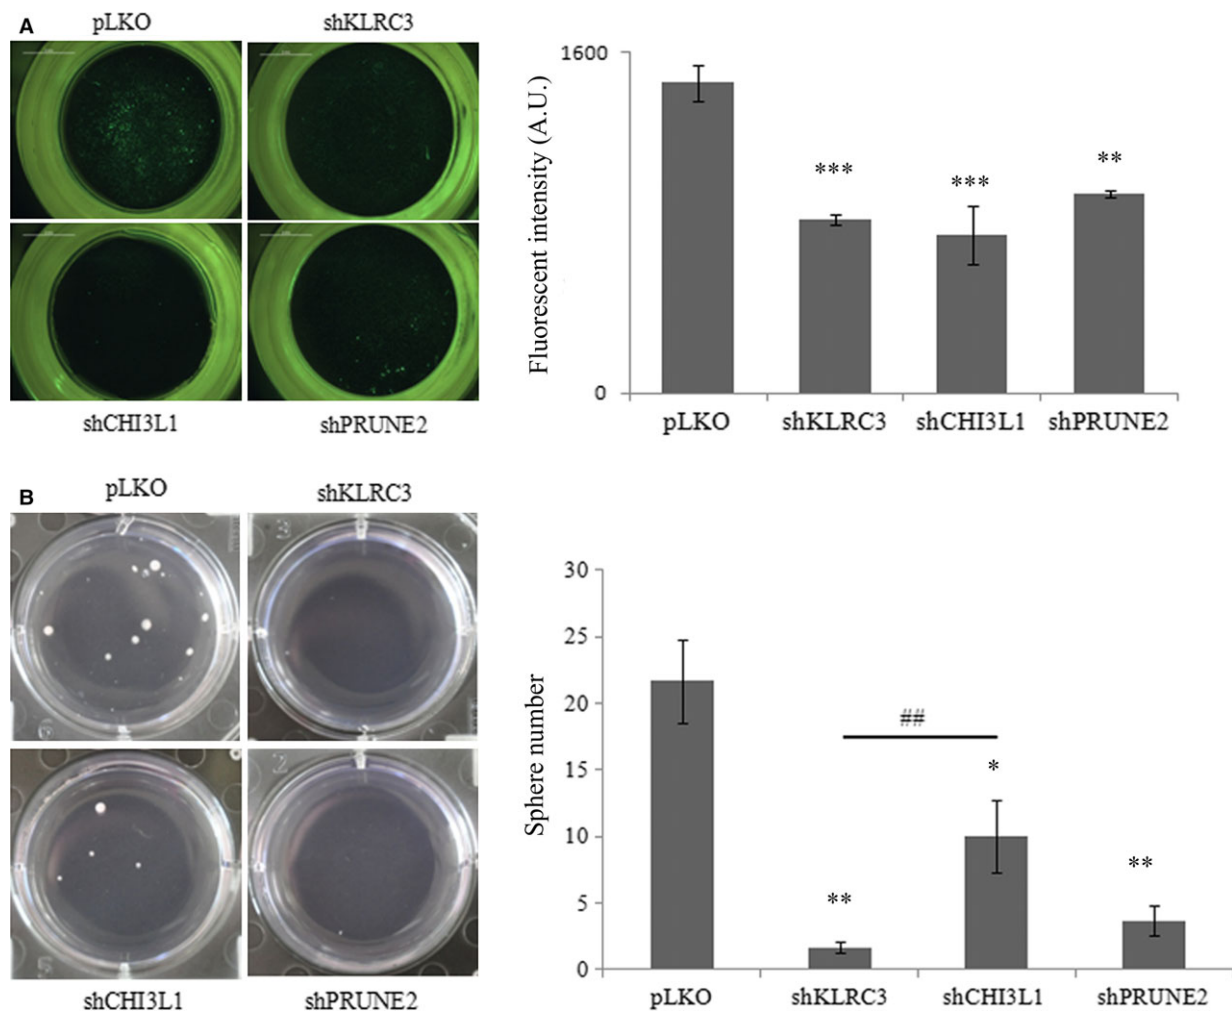 A
pLKO shKLRC3
shCHI3L1 shPRUNE2
Fluorescent intensity (A.U.)
1600
0
***
***
**
pLKO shKLRC3 shCHI3L1 shPRUNE2
B
pLKO shKLRC3
shCHI3L1 shPRUNE2
Sphere number
30
25
20
15
10
5
0
##
*
**
**
pLKO shKLRC3 shCHI3L1 shPRUNE2